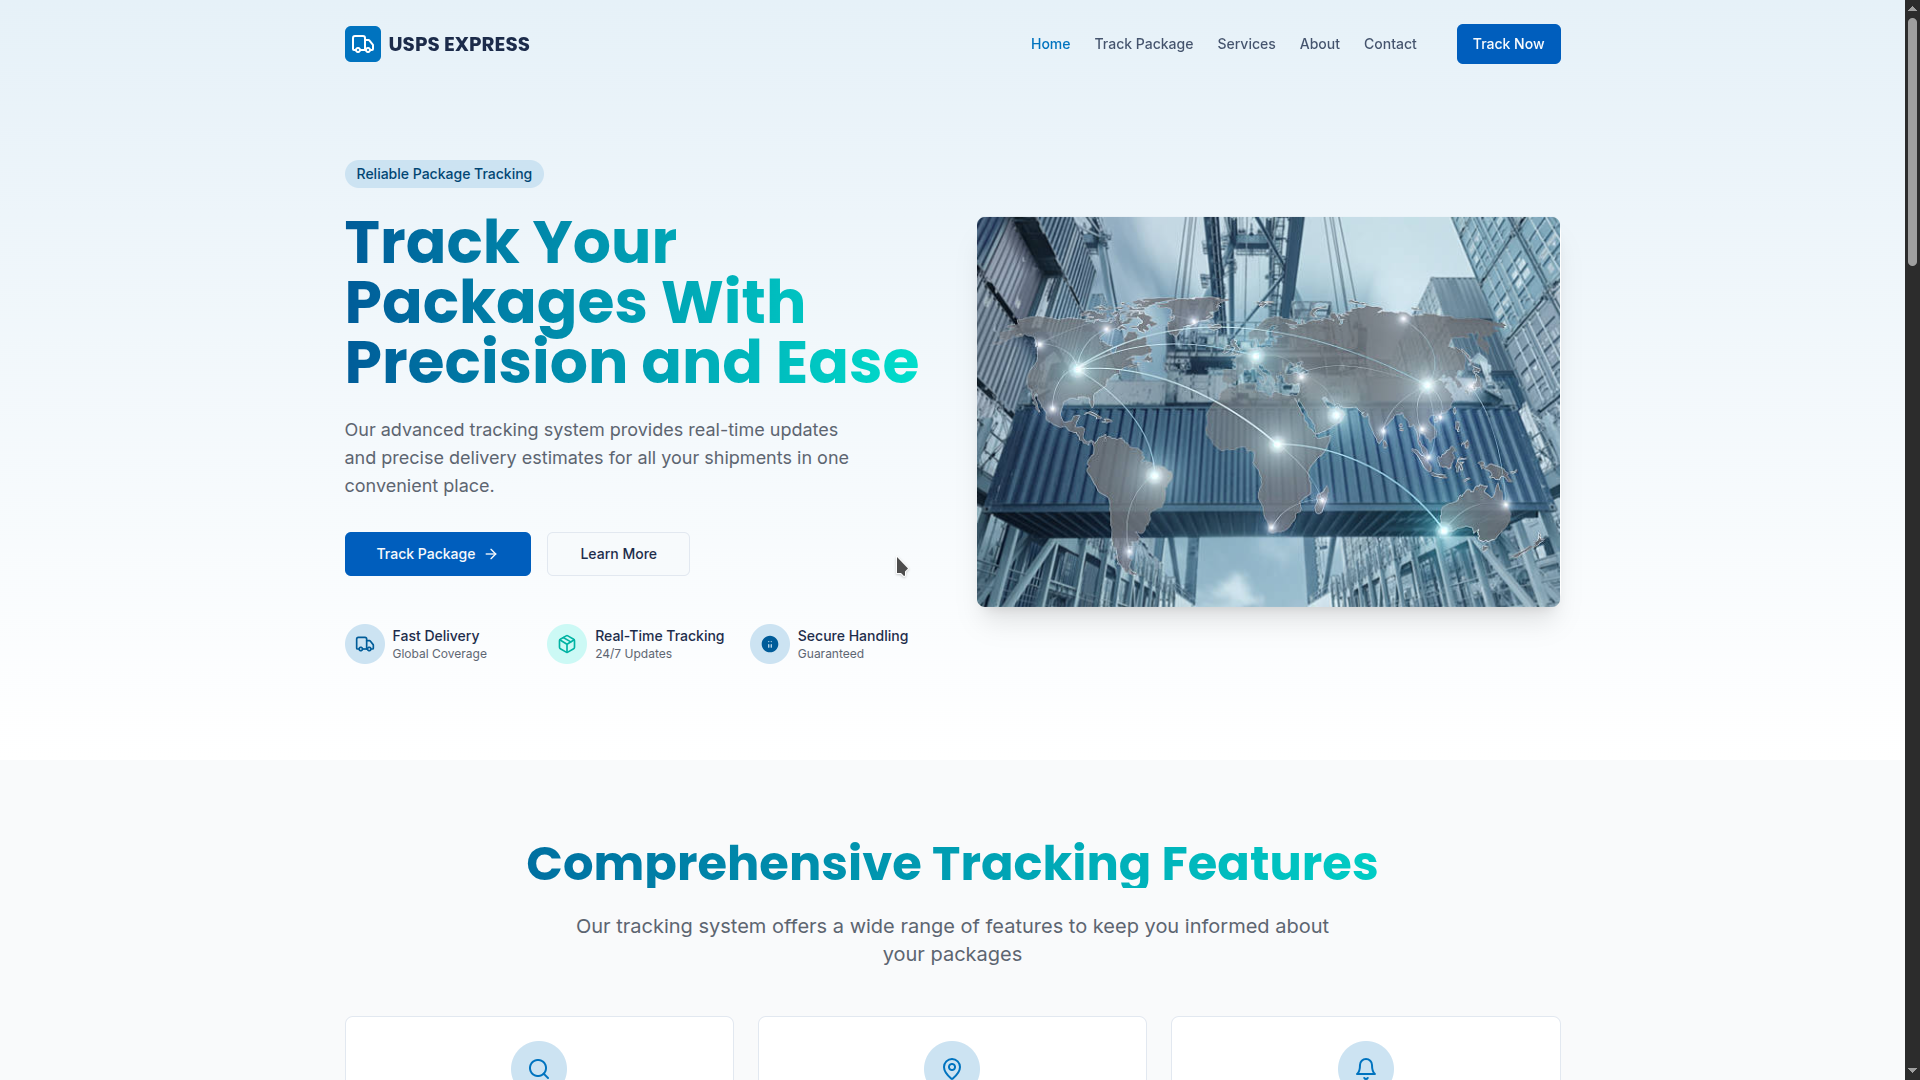 USPS EXPRESS
Home
Track Package
Services
About
Contact
Track Now
Reliable Package Tracking
Track Your
Packages With
Precision and Ease
Our advanced tracking system provides real-time updates
and precise delivery estimates for all your shipments in one
convenient place.
Track Package
Learn More
Fast Delivery
Global Coverage
Real-Time Tracking
24/7 Updates
Secure Handling
Guaranteed
Comprehensive Tracking Features
Our tracking system offers a wide range of features to keep you informed about
your packages